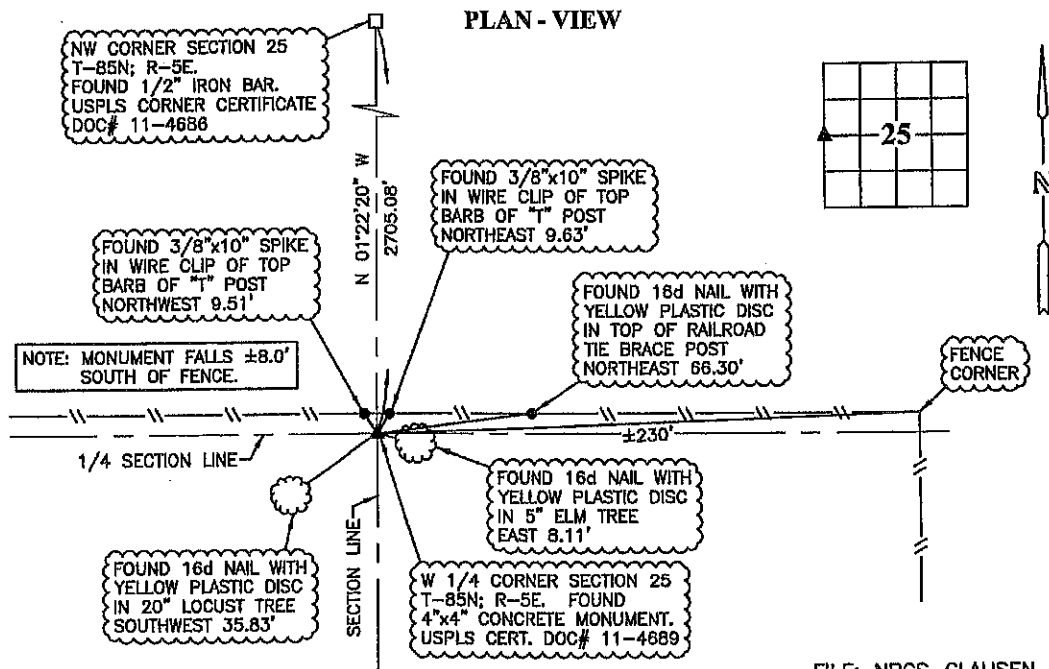 PLAN - VIEW
NW CORNER SECTION 25
T-85N; R-5E.
FOUND 1/2" IRON BAR.
USPLS CORNER CERTIFICATE
DOC# 11-4686
N 01°22'20" W
2705.08'
25
N
FOUND 3/8"x10" SPIKE
IN WIRE CLIP OF TOP
BARB OF "T" POST
NORTHEAST 9.63'
FOUND 3/8"x10" SPIKE
IN WIRE CLIP OF TOP
BARB OF "T" POST
NORTHWEST 9.51'
FOUND 16d NAIL WITH
YELLOW PLASTIC DISC
IN TOP OF RAILROAD
TIE BRACE POST
NORTHEAST 66.30'
NOTE: MONUMENT FALLS ±8.0'
SOUTH OF FENCE.
FENCE
CORNER
±230'
1/4 SECTION LINE
FOUND 16d NAIL WITH
YELLOW PLASTIC DISC
IN 5" ELM TREE
EAST 8.11'
SECTION LINE
FOUND 16d NAIL WITH
YELLOW PLASTIC DISC
IN 20" LOCUST TREE
SOUTHWEST 35.83'
W 1/4 CORNER SECTION 25
T-85N; R-5E. FOUND
4"x4" CONCRETE MONUMENT.
USPLS CERT. DOC# 11-4689
FILE: NRCS CLAUSEN